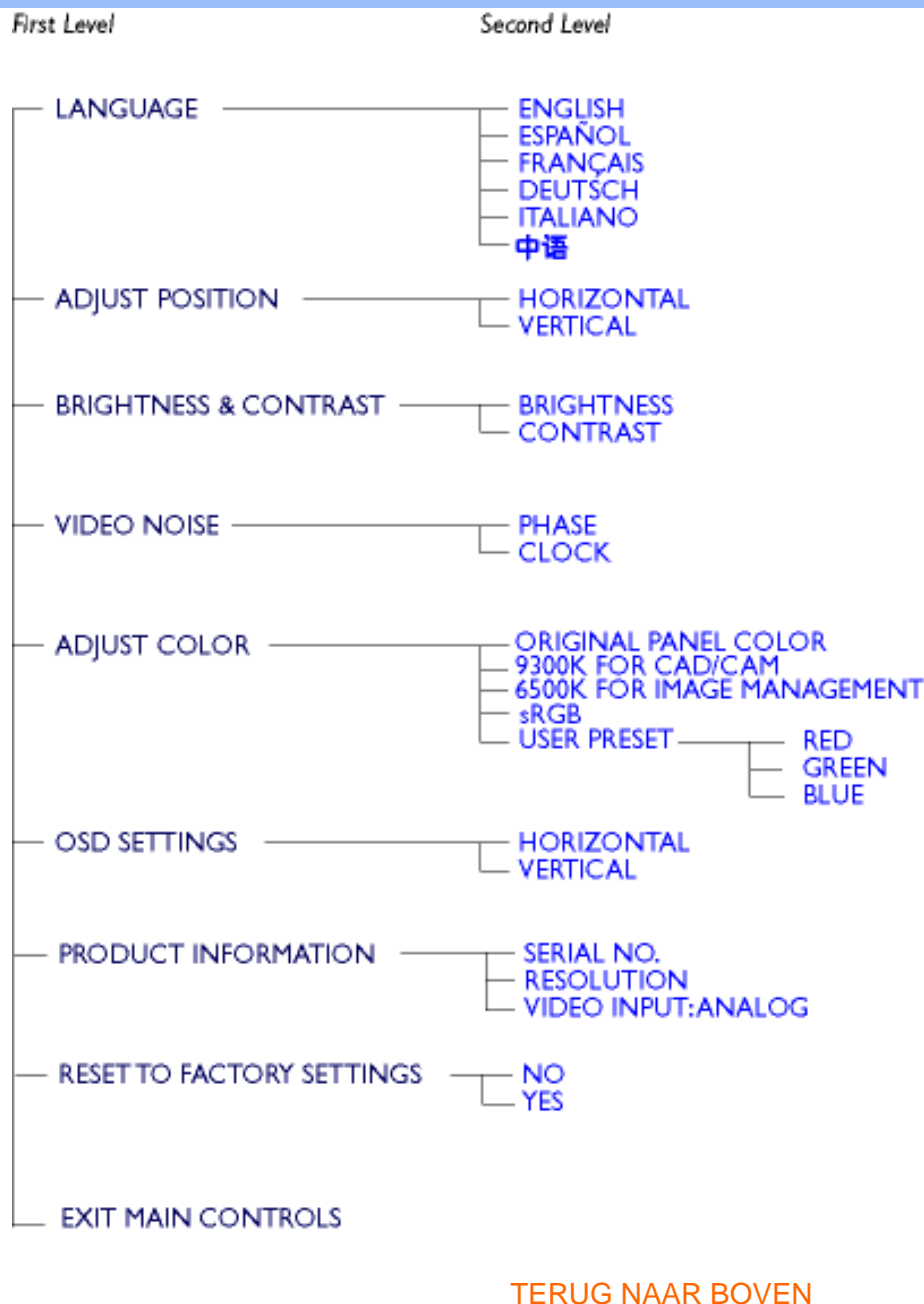 First Level Second Level
LANGUAGE ENGLISH
ESPAÑOL
FRANÇAIS
DEUTSCH
ITALIANO
中语
ADJUST POSITION HORIZONTAL
VERTICAL
BRIGHTNESS & CONTRAST BRIGHTNESS
CONTRAST
VIDEO NOISE PHASE
CLOCK
ADJUST COLOR ORIGINAL PANEL COLOR
9300K FOR CAD/CAM
6500K FOR IMAGE MANAGEMENT
sRGB
USER PRESET RED
GREEN
BLUE
OSD SETTINGS HORIZONTAL
VERTICAL
PRODUCT INFORMATION SERIAL NO.
RESOLUTION
VIDEO INPUT:ANALOG
RESET TO FACTORY SETTINGS NO
YES
EXIT MAIN CONTROLS
TERUG NAAR BOVEN